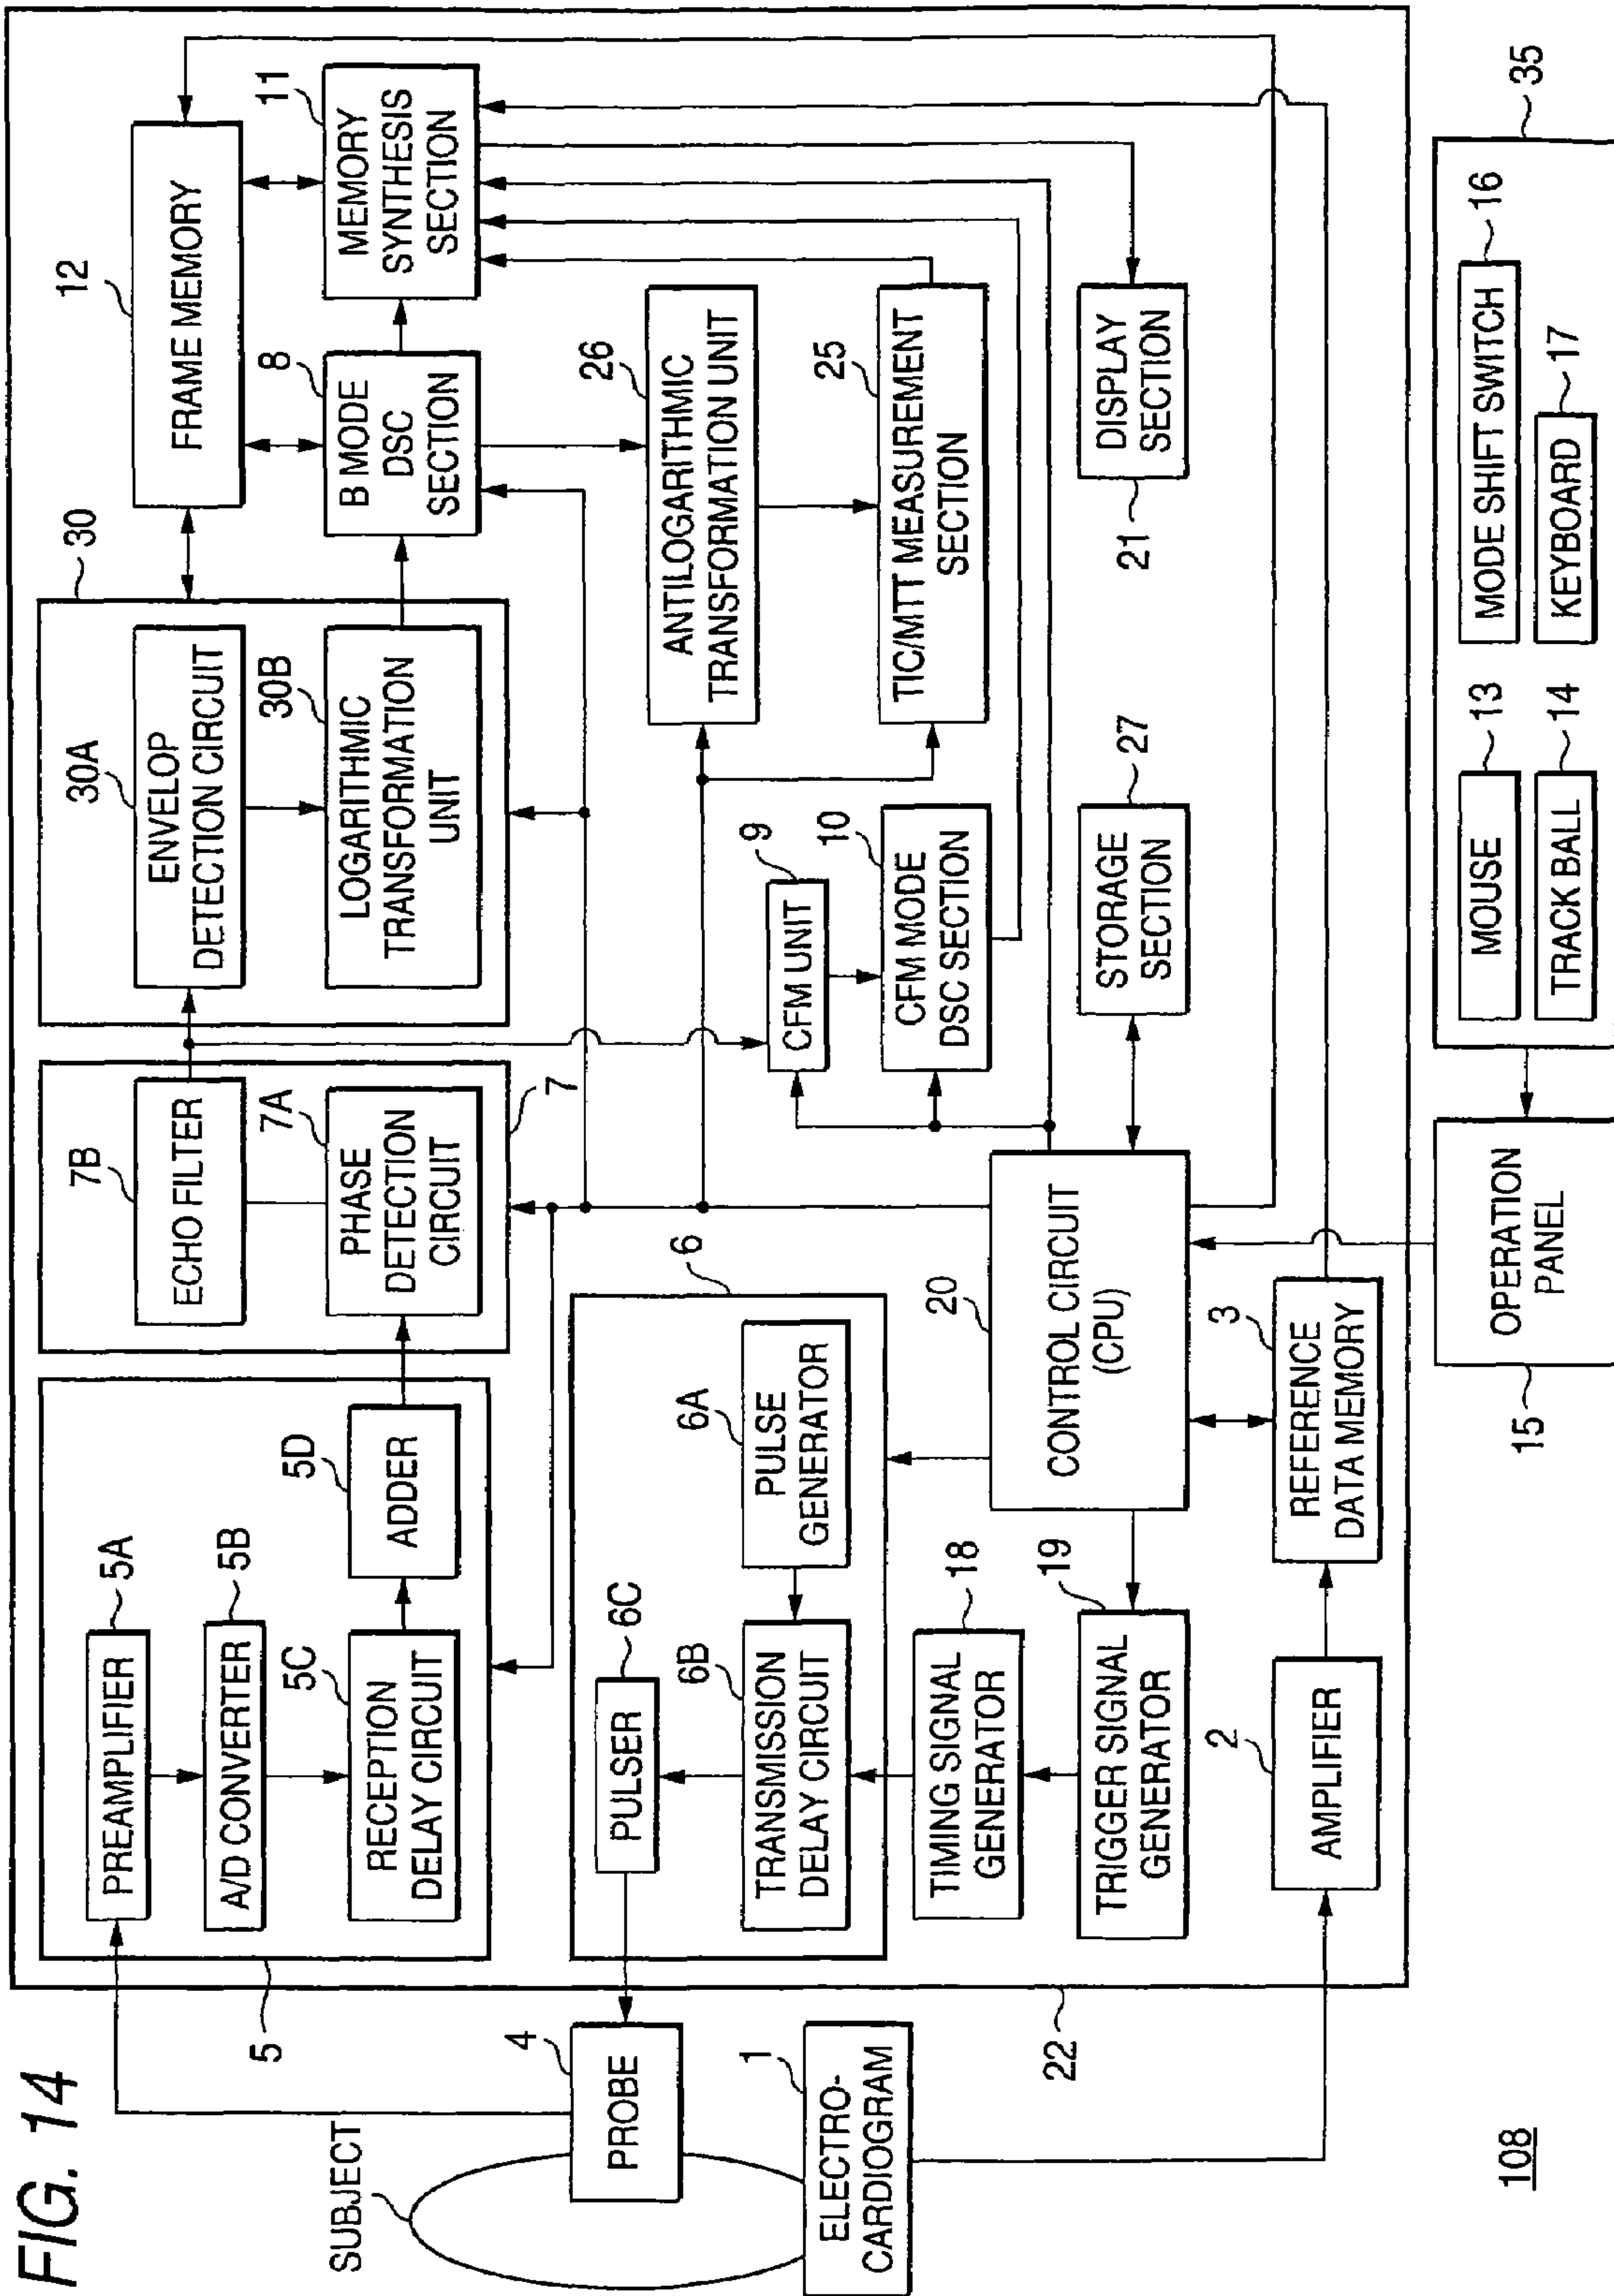 FIG. 14
SUBJECT
4
PROBE
1
ELECTRO-
CARDIOGRAM
5
PREAMPLIFIER
5A
A/D CONVERTER
5B
5C
RECEPTION
DELAY CIRCUIT
5D
ADDER
7B
ECHO FILTER
7A
PHASE
DETECTION
CIRCUIT
7
30A
ENVELOP
DETECTION CIRCUIT
30B
LOGARITHMIC
TRANSFORMATION
UNIT
30
12
FRAME MEMORY
8
B MODE
DSC
SECTION
11
MEMORY
SYNTHESIS
SECTION
6
PULSER
6C
6B
TRANSMISSION
DELAY CIRCUIT
6A
PULSE
GENERATOR
TIMING SIGNAL
GENERATOR
18
TRIGGER SIGNAL
GENERATOR
19
20
CONTROL CIRCUIT
(CPU)
9
CFM UNIT
10
CFM MODE
DSC SECTION
26
ANTILOGARITHMIC
TRANSFORMATION UNIT
25
TIC/MTT MEASUREMENT
SECTION
27
STORAGE
SECTION
21
DISPLAY
SECTION
2
AMPLIFIER
3
REFERENCE
DATA MEMORY
22
15
OPERATION
PANEL
MOUSE
13
MODE SHIFT SWITCH
16
TRACK BALL
14
KEYBOARD
17
35
108